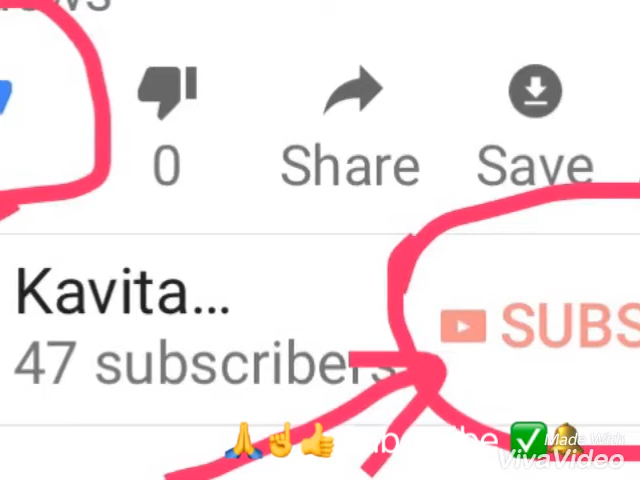 0
Share
Save
Kavita...
47 subscribers
SUBS
🙏☝👍 ✅🔔
Made With
VivaVideo